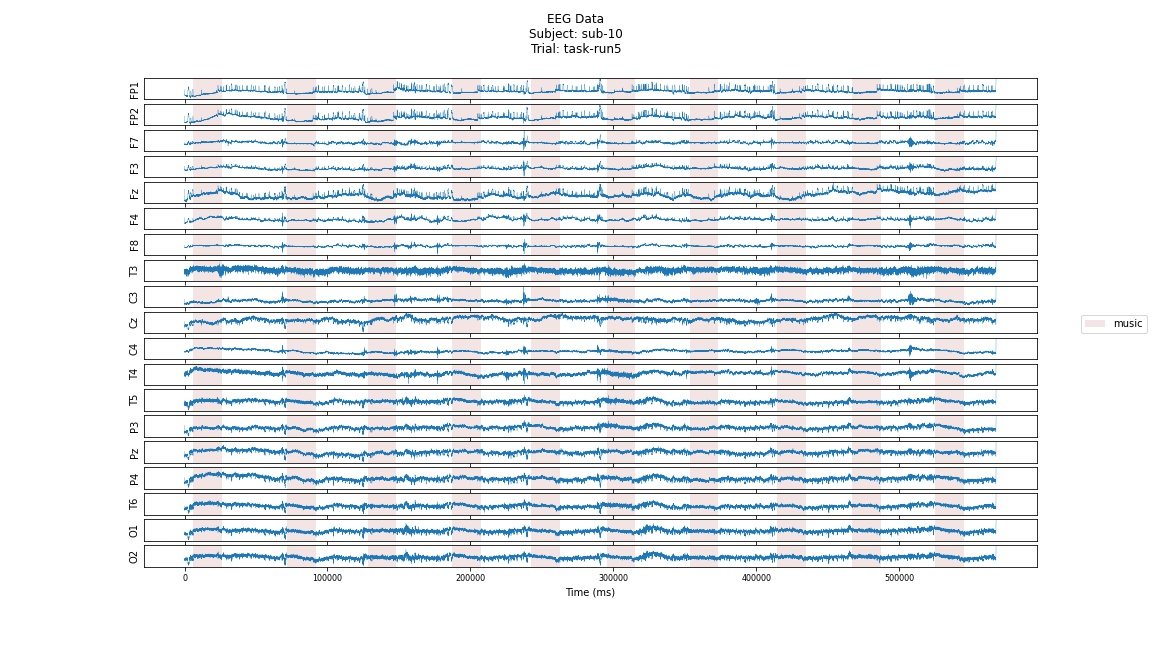 EEG Data
Subject: sub-10
Trial: task-run5
FP1
FP2
F7
F3
Fz
F4
F8
T3
C3
Cz
C4
T4
T5
P3
Pz
P4
T6
O1
O2
music
0 100000 200000 300000 400000 500000
Time (ms)